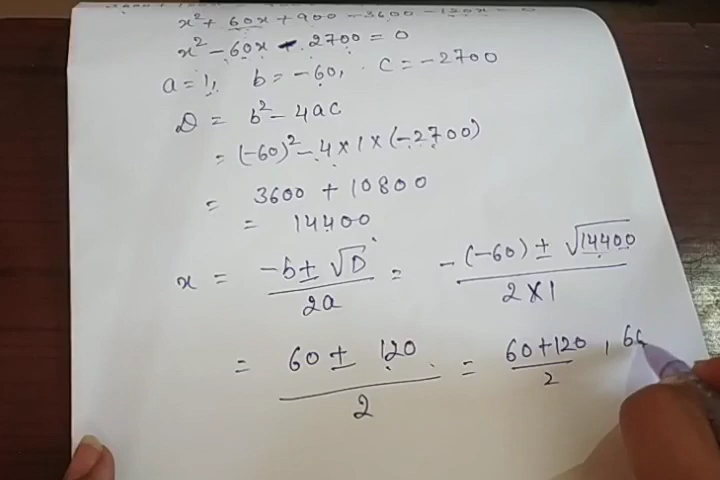 x² + 60x + 900 - 3600 - 120x = 0
x² - 60x - 2700 = 0
a = 1, b = -60, c = -2700
D = b² - 4ac
= (-60)² - 4 × 1 × (-2700)
= 3600 + 10800
= 14400
x = -b ± √D / 2a = -(-60) ± √14400 / 2 × 1
= 60 ± 120 / 2 = 60 + 120 / 2 , 60